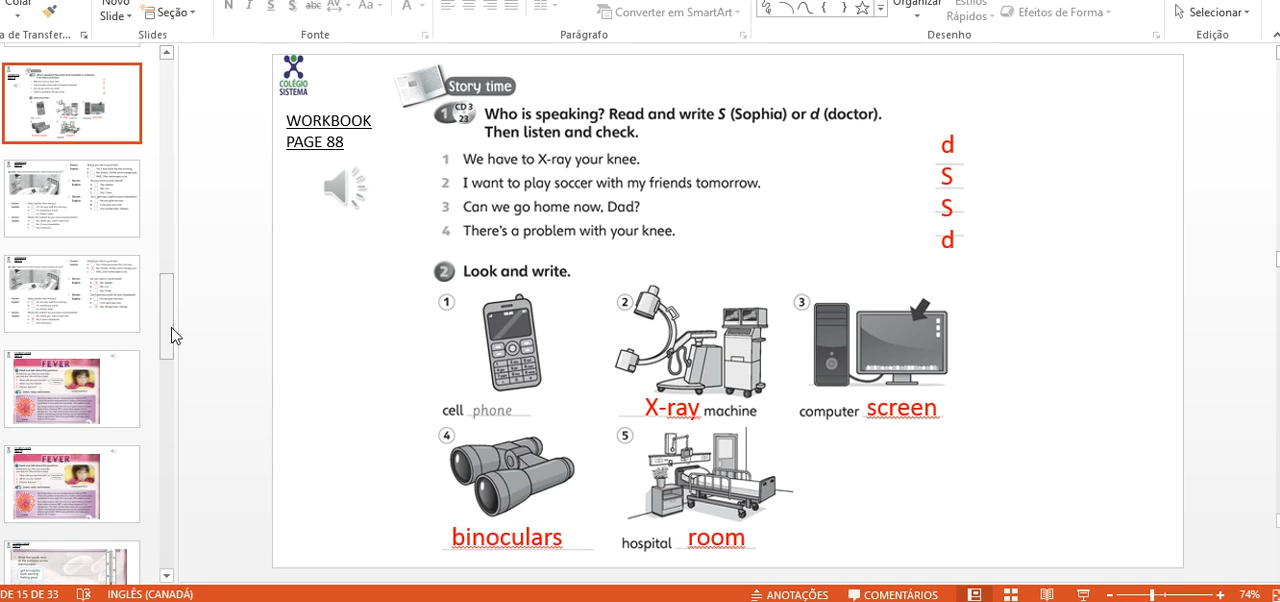 Colar
Novo
Slide
Seção
N I S S abc AV Aa A
Converter em SmartArt
Organizar
Estilos
Rápidos
Efeitos de Forma
Selecionar
a de Transfer...
Slides
Fonte
Parágrafo
Desenho
Edição
COLÉGIO
SISTEMA
WORKBOOK
PAGE 88
Story time
1 CD 3
23
Who is speaking? Read and write S (Sophia) or d (doctor).
Then listen and check.
1 We have to X-ray your knee. d
2 I want to play soccer with my friends tomorrow. S
3 Can we go home now, Dad? S
4 There's a problem with your knee. d
2 Look and write.
1
2
3
cell phone
X-ray machine
computer screen
4
5
binoculars
hospital room
FEVER
FEVER
DE 15 DE 33
INGLÊS (CANADÁ)
ANOTAÇÕES
COMENTÁRIOS
74%